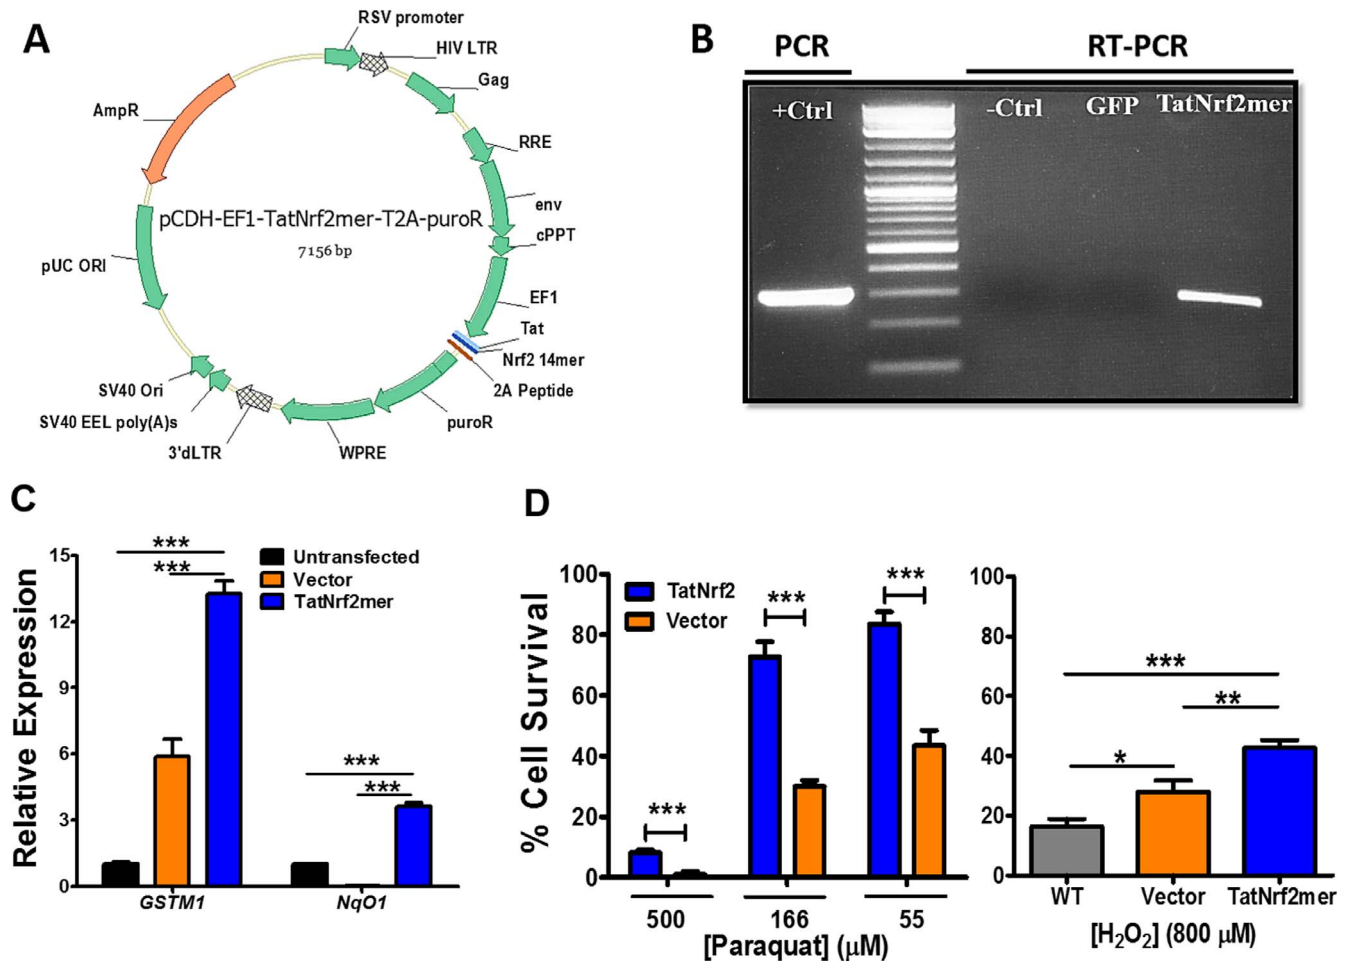 A
RSV promoter
HIV LTR
Gag
AmpR
RRE
env
pCDH-EF1-TatNrf2mer-T2A-puroR
7156 bp
cPPT
pUC ORI
EF1
Tat
Nrf2 14mer
2A Peptide
SV40 Ori
SV40 EEL poly(A)s
puroR
3'dLTR
WPRE
B
PCR
RT-PCR
+Ctrl
-Ctrl
GFP
TatNrf2mer
C
Relative Expression
15
12
9
6
3
0
***
***
***
***
Untransfected
Vector
TatNrf2mer
GSTM1
NqO1
D
% Cell Survival
100
80
60
40
20
0
TatNrf2
Vector
***
***
***
500
166
55
[Paraquat] (µM)
100
80
60
40
20
0
***
**
*
WT
Vector
TatNrf2mer
[H₂O₂] (800 µM)